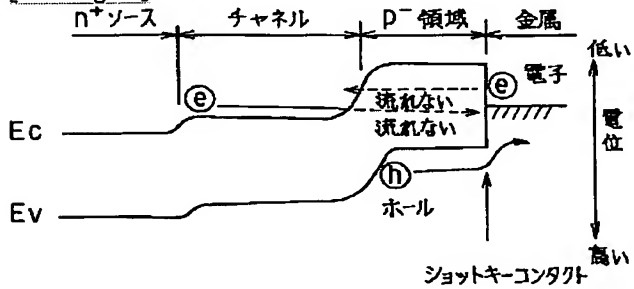 n⁺ソース チャネル p⁻領域 金属
低い
ⓔ ⓔ 電子
流れない
流れない
Ec
電位
ⓗ
Ev ホール
高い
ショットキーコンタクト